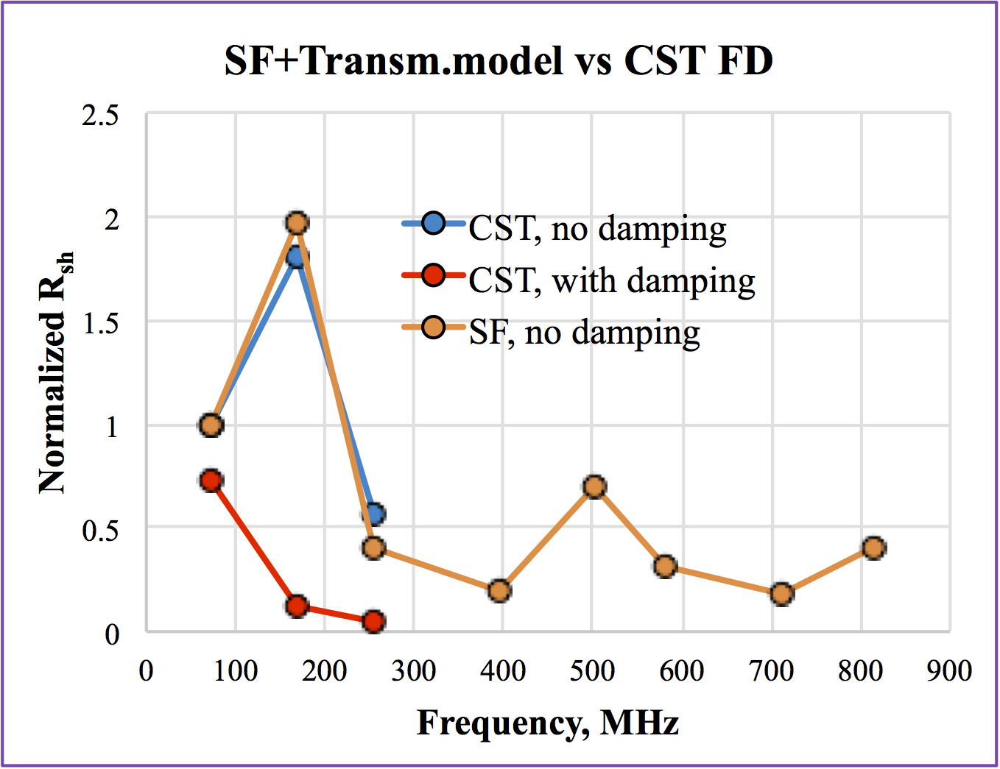 SF+Transm.model vs CST FD
2.5
2
1.5
1
0.5
0
Normalized Rsh
CST, no damping
CST, with damping
SF, no damping
0 100 200 300 400 500 600 700 800 900
Frequency, MHz